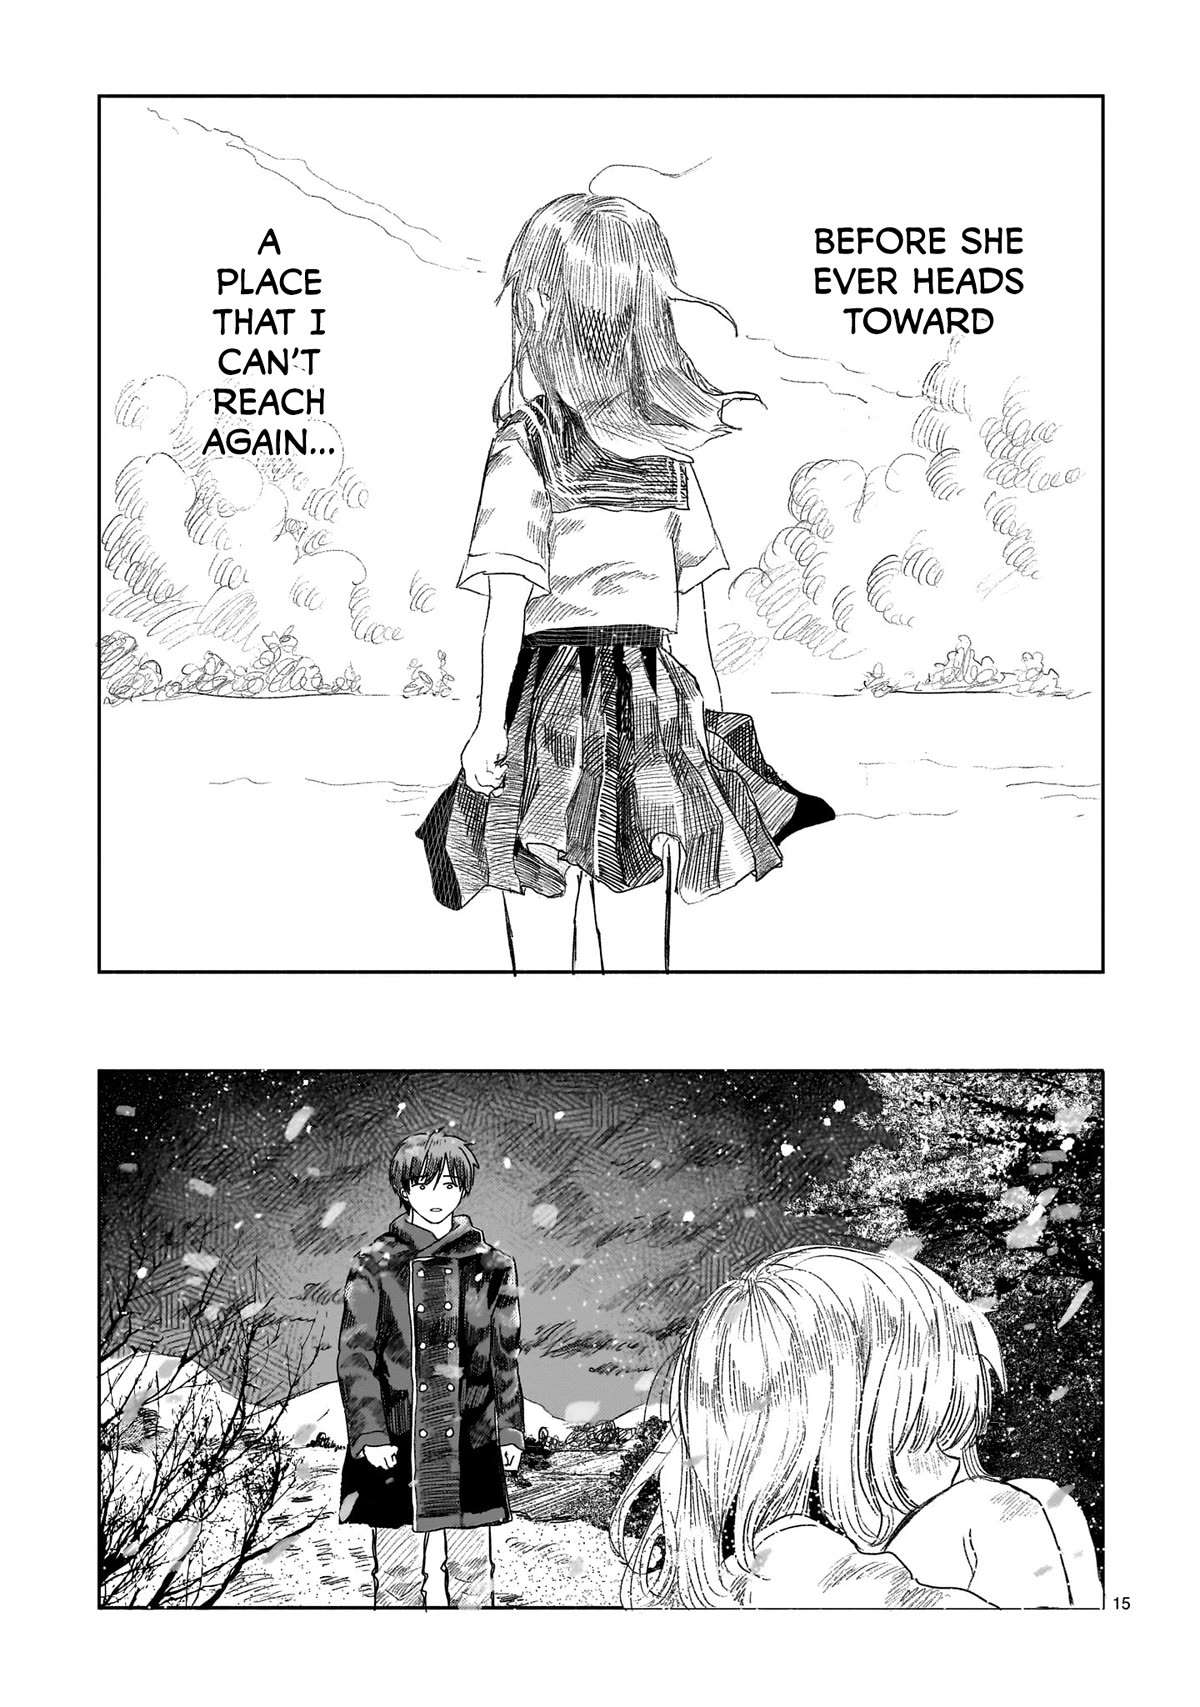 BEFORE SHE
EVER HEADS
TOWARD
A
PLACE
THAT I
CAN'T
REACH
AGAIN...
15